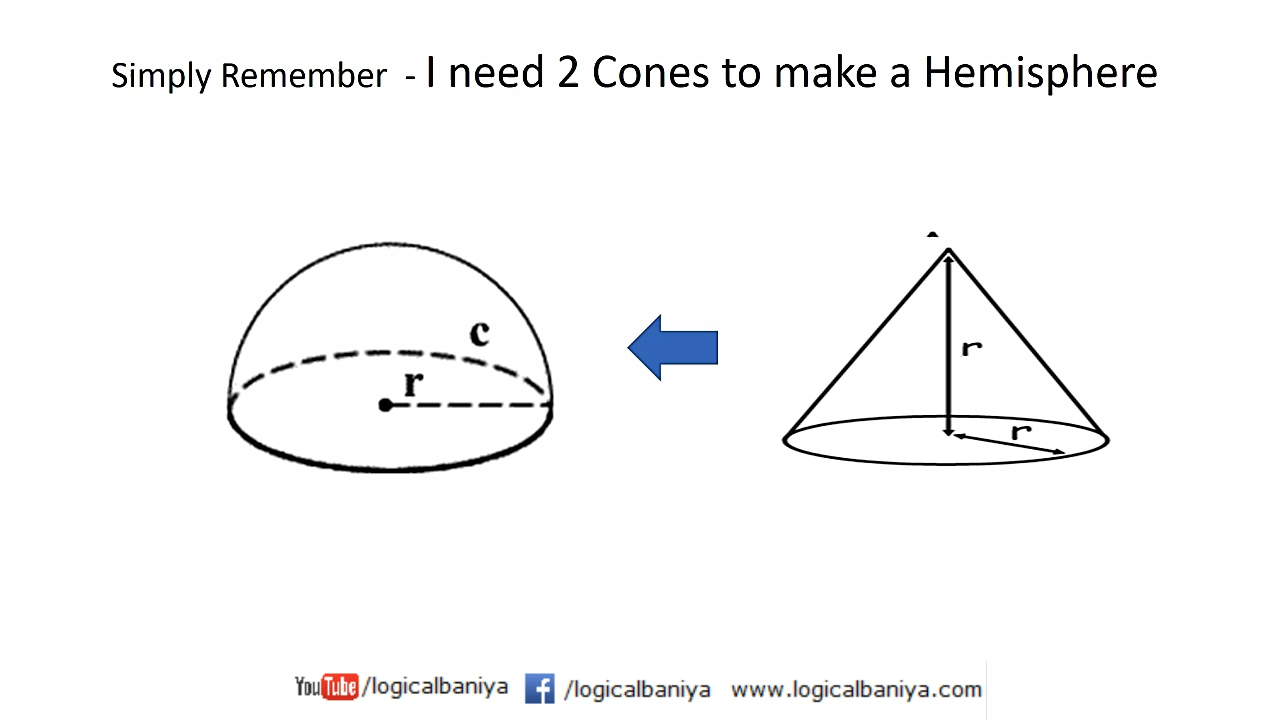 Simply Remember - I need 2 Cones to make a Hemisphere
c
r
r
r
YouTube/logicalbaniya f /logicalbaniya www.logicalbaniya.com